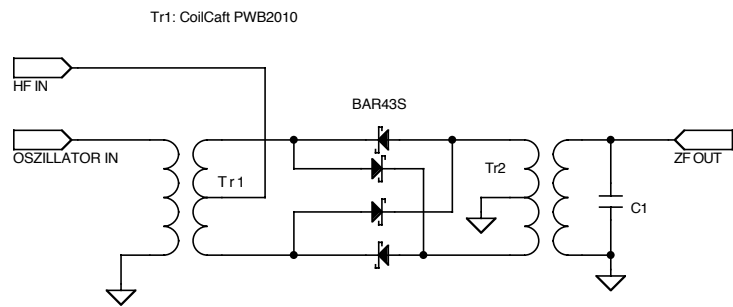 Tr1: CoilCaft PWB2010
HF IN
BAR43S
OSZILLATOR IN
Tr1
Tr2
ZF OUT
C1